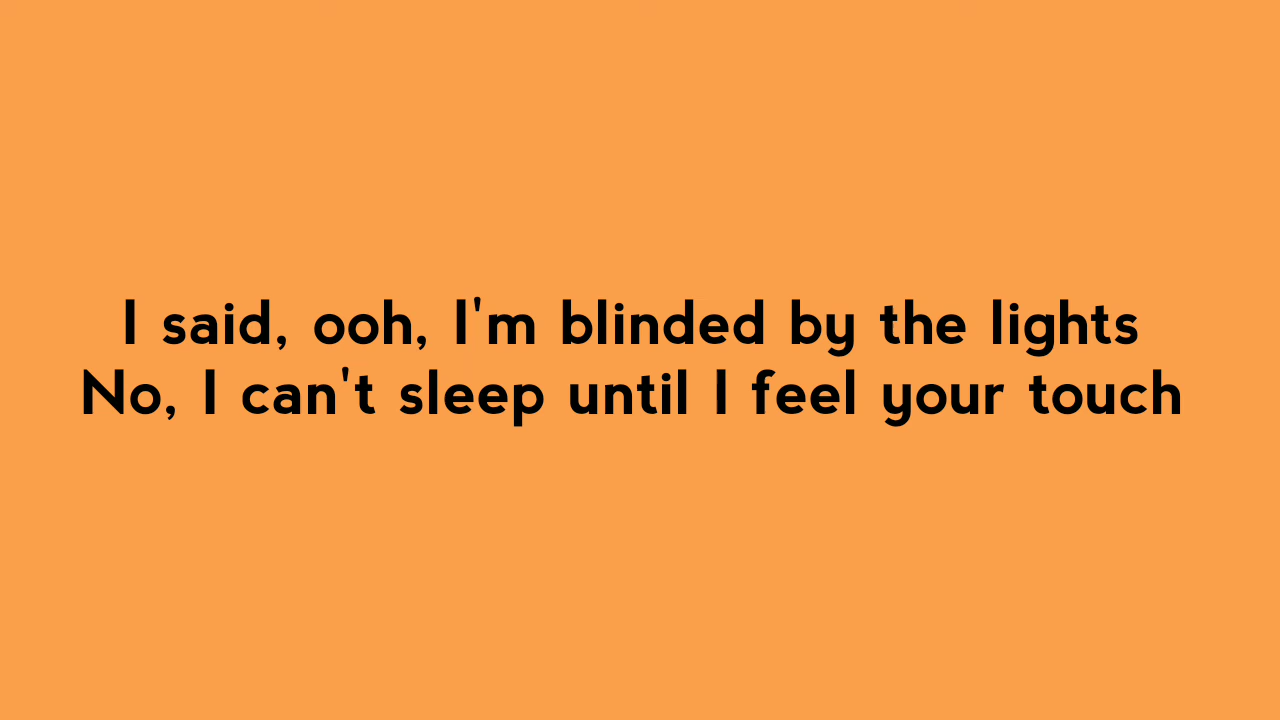 I said, ooh, I'm blinded by the lights
No, I can't sleep until I feel your touch